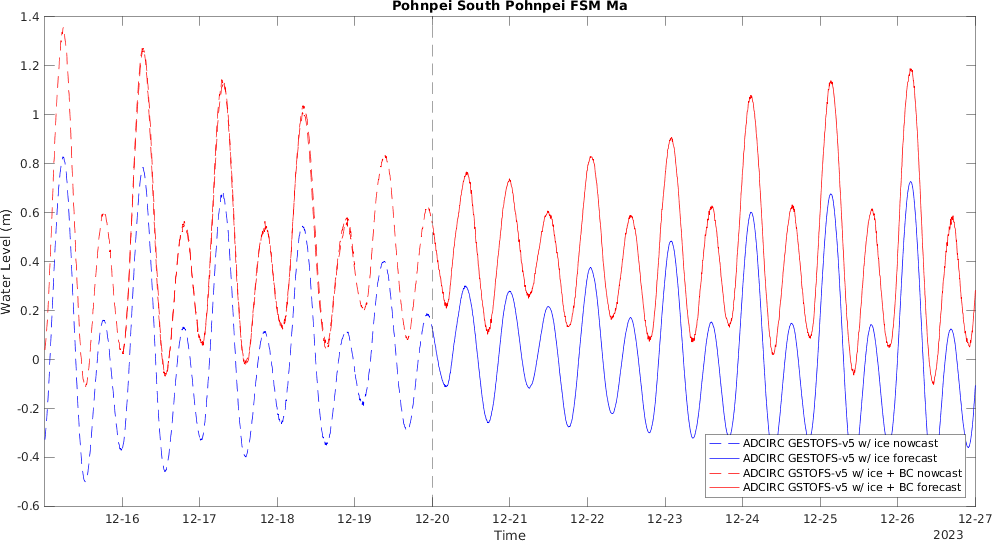 Pohnpei South Pohnpei FSM Ma
1.4
1.2
1
0.8
0.6
0.4
0.2
0
-0.2
-0.4
-0.6
Water Level (m)
ADCIRC GESTOFS-v5 w/ ice nowcast
ADCIRC GESTOFS-v5 w/ ice forecast
ADCIRC GSTOFS-v5 w/ ice + BC nowcast
ADCIRC GSTOFS-v5 w/ ice + BC forecast
12-16 12-17 12-18 12-19 12-20 12-21 12-22 12-23 12-24 12-25 12-26 12-27
Time
2023